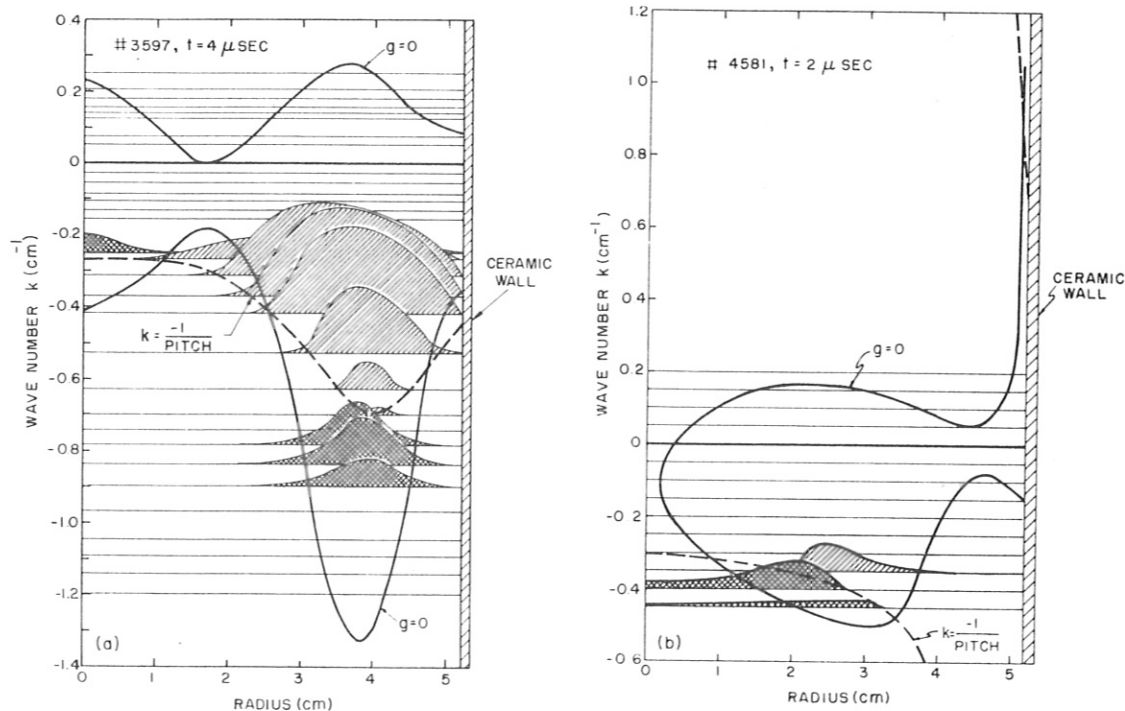 0.4
# 3597, t = 4 μ SEC
g=0
0.2
0
-0.2
-0.4
-0.6
-0.8
-1.0
-1.2
-1.4
WAVE NUMBER k (cm⁻¹)
k = -1
PITCH
CERAMIC
WALL
g=0
(a)
0 1 2 3 4 5
RADIUS (cm)
1.2
# 4581, t = 2 μ SEC
1.0
0.8
0.6
0.4
0.2
0
-0.2
-0.4
-0.6
WAVE NUMBER k (cm⁻¹)
CERAMIC
WALL
g=0
k = -1
PITCH
(b)
0 1 2 3 4 5
RADIUS (cm)